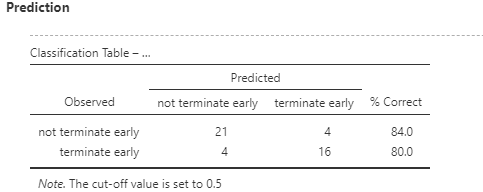 Prediction
Classification Table – ...
Predicted
Observed not terminate early terminate early % Correct
not terminate early 21 4 84.0
terminate early 4 16 80.0
Note. The cut-off value is set to 0.5